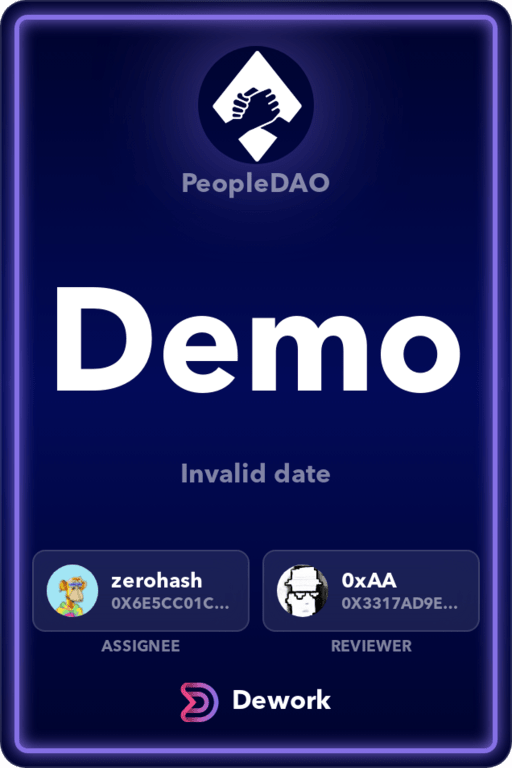 PeopleDAO
Demo
Invalid date
zerohash
0X6E5CC01C...
ASSIGNEE
0xAA
0X3317AD9E...
REVIEWER
Dework